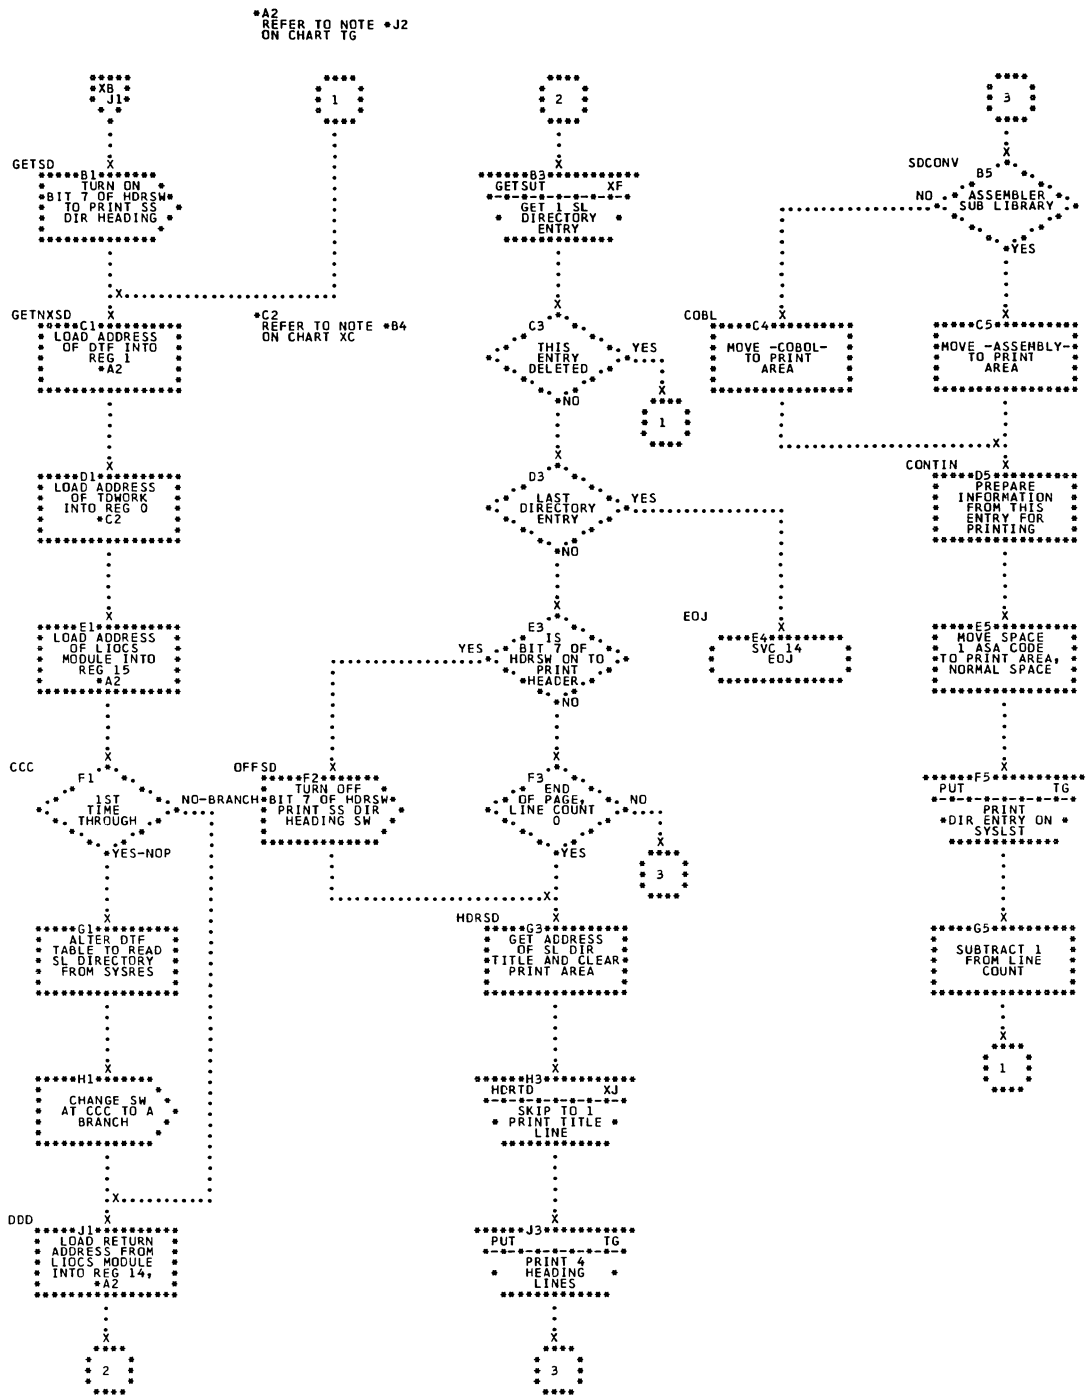 *A2
REFER TO NOTE *J2
ON CHART TG
XB
J1
1
2
3
GETSD
B1
TURN ON
BIT 7 OF HDRSW
TO PRINT SS
DIR HEADING
B3
GETSUT XF
GET 1 SL
DIRECTORY
ENTRY
SDCONV
B5
NO
ASSEMBLER
SUB LIBRARY
YES
GETNXSD
C1
LOAD ADDRESS
OF DTF INTO
REG 1
*A2
*C2
REFER TO NOTE *B4
ON CHART XC
C3
THIS
ENTRY
DELETED
YES
NO
1
COBL
C4
MOVE -COBOL-
TO PRINT
AREA
C5
MOVE -ASSEMBLY-
TO PRINT
AREA
D1
LOAD ADDRESS
OF TDWORK
INTO REG 0
*C2
D3
LAST
DIRECTORY
ENTRY
YES
NO
CONTIN
D5
PREPARE
INFORMATION
FROM THIS
ENTRY FOR
PRINTING
E1
LOAD ADDRESS
OF LIOCS
MODULE INTO
REG 15
*A2
E3
YES
IS
BIT 7 OF
HDRSW ON TO
PRINT
HEADER
NO
EOJ
E4
SVC 14
EOJ
E5
MOVE SPACE
1 ASA CODE
TO PRINT AREA,
NORMAL SPACE
CCC
F1
1ST
TIME
THROUGH
NO-BRANCH
YES-NOP
OFFSD
F2
TURN OFF
BIT 7 OF HDRSW
PRINT SS DIR
HEADING SW
F3
END
OF PAGE,
LINE COUNT
0
NO
YES
3
F5
PUT TG
PRINT
DIR ENTRY ON
SYSLST
G1
ALTER DTF
TABLE TO READ
SL DIRECTORY
FROM SYSRES
HDRSD
G3
GET ADDRESS
OF SL DIR
TITLE AND CLEAR
PRINT AREA
G5
SUBTRACT 1
FROM LINE
COUNT
1
H1
CHANGE SW
AT CCC TO A
BRANCH
H3
HDRTD XJ
SKIP TO 1
PRINT TITLE
LINE
DDD
J1
LOAD RETURN
ADDRESS FROM
LIOCS MODULE
INTO REG 14,
*A2
J3
PUT TG
PRINT 4
HEADING
LINES
2
3